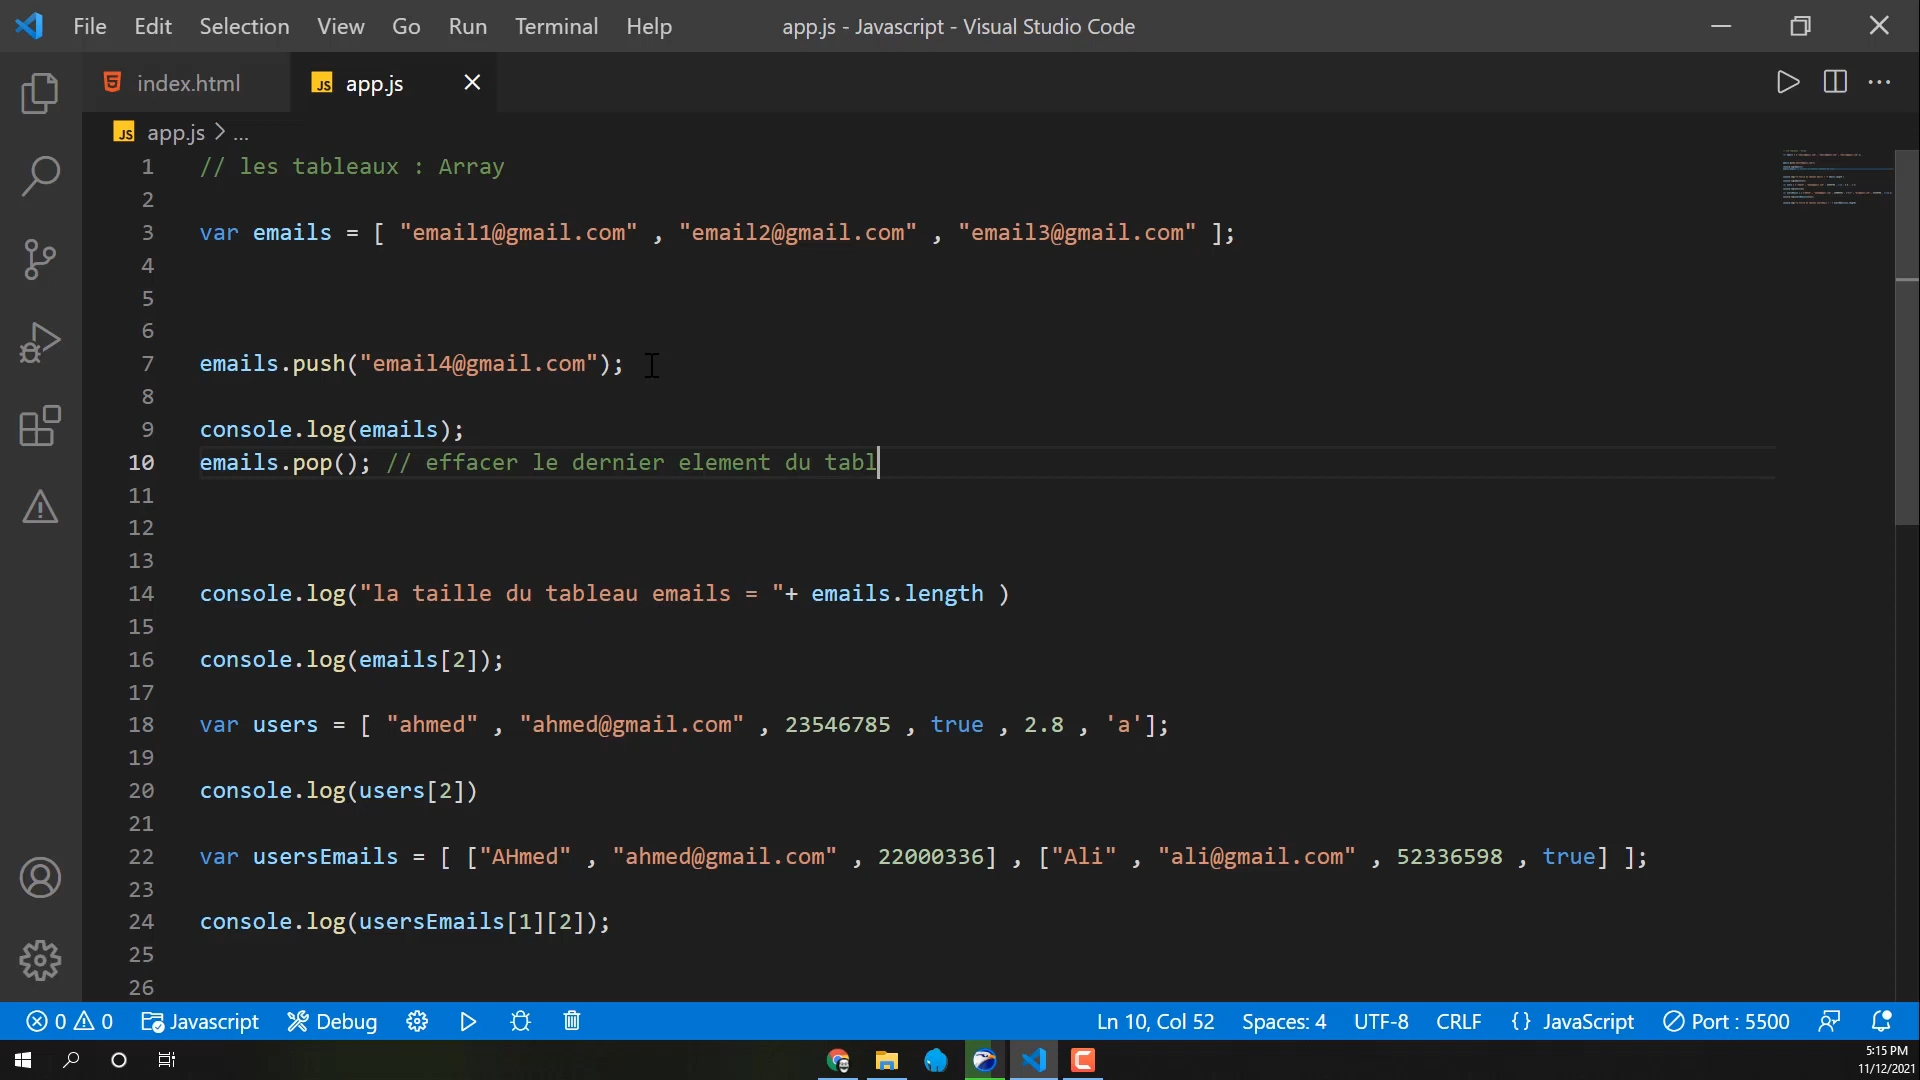 File Edit Selection View Go Run Terminal Help app.js - Javascript - Visual Studio Code
index.html JS app.js
JS app.js > ...
1 // les tableaux : Array
2
3 var emails = [ "email1@gmail.com" , "email2@gmail.com" , "email3@gmail.com" ];
4
5
6
7 emails.push("email4@gmail.com");
8
9 console.log(emails);
10 emails.pop(); // effacer le dernier element du tabl
11
12
13
14 console.log("la taille du tableau emails = "+ emails.length )
15
16 console.log(emails[2]);
17
18 var users = [ "ahmed" , "ahmed@gmail.com" , 23546785 , true , 2.8 , 'a'];
19
20 console.log(users[2])
21
22 var usersEmails = [ ["AHmed" , "ahmed@gmail.com" , 22000336] , ["Ali" , "ali@gmail.com" , 52336598 , true] ];
23
24 console.log(usersEmails[1][2]);
25
26
0 0 Javascript Debug Ln 10, Col 52 Spaces: 4 UTF-8 CRLF {} JavaScript Port : 5500
5:15 PM
11/12/2021